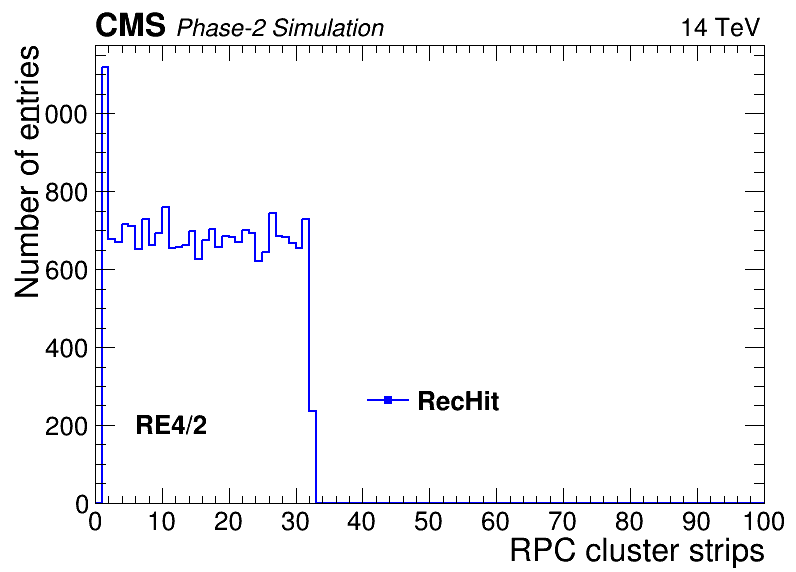 CMS Phase-2 Simulation 14 TeV
Number of entries
1000
800
600
400
200
0
RE4/2
RecHit
0 10 20 30 40 50 60 70 80 90 100
RPC cluster strips